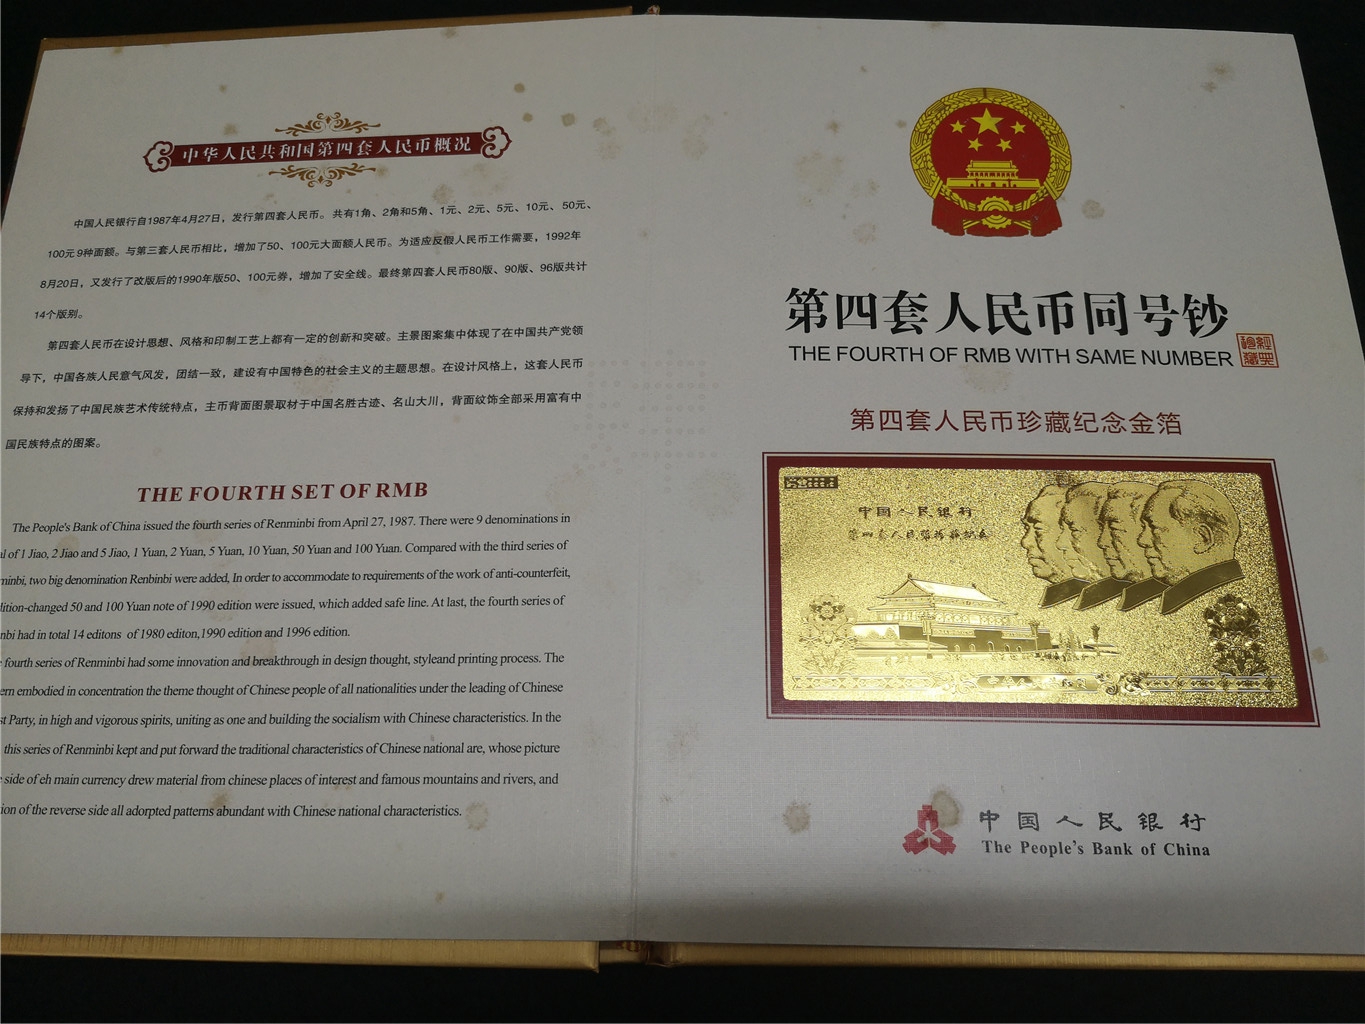 中华人民共和国第四套人民币概况
中国人民银行自1987年4月27日，发行第四套人民币。共有1角、2角和5角、1元、2元、5元、10元、50元、
100元9种面额。与第三套人民币相比，增加了50、100元大面额人民币。为适应反假人民币工作需要，1992年
8月20日，又发行了改版后的1990年版50、100元券，增加了安全线。最终第四套人民币80版、90版、96版共计
14个版别。
第四套人民币在设计思想、风格和印制工艺上都有一定的创新和突破。主景图案集中体现了在中国共产党领
导下，中国各族人民意气风发，团结一致，建设有中国特色的社会主义的主题思想。在设计风格上，这套人民币
保持和发扬了中国民族艺术传统特点，主币背面图景取材于中国名胜古迹、名山大川，背面纹饰全部采用富有中
国民族特点的图案。
THE FOURTH SET OF RMB
The People's Bank of China issued the fourth series of Renminbi from April 27, 1987. There were 9 denominations in
al of 1 Jiao, 2 Jiao and 5 Jiao, 1 Yuan, 2 Yuan, 5 Yuan, 10 Yuan, 50 Yuan and 100 Yuan. Compared with the third series of
minbi, two big denomination Renbinbi were added, In order to accommodate to requirements of the work of anti-counterfeit,
dition-changed 50 and 100 Yuan note of 1990 edition were issued, which added safe line. At last, the fourth series of
nbi had in total 14 editons of 1980 editon,1990 edition and 1996 edition.
fourth series of Renminbi had some innovation and breakthrough in design thought, styleand printing process. The
ern embodied in concentration the theme thought of Chinese people of all nationalities under the leading of Chinese
st Party, in high and vigorous spirits, uniting as one and building the socialism with Chinese characteristics. In the
this series of Renminbi kept and put forward the traditional characteristics of Chinese national are, whose picture
side of eh main currency drew material from chinese places of interest and famous mountains and rivers, and
ion of the reverse side all adorpted patterns abundant with Chinese national characteristics.
第四套人民币同号钞
THE FOURTH OF RMB WITH SAME NUMBER
第四套人民币珍藏纪念金箔
中国人民银行
中国人民银行
The People's Bank of China